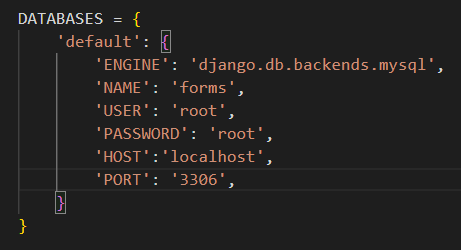 DATABASES = {
    'default': {
        'ENGINE': 'django.db.backends.mysql',
        'NAME': 'forms',
        'USER': 'root',
        'PASSWORD': 'root',
        'HOST':'localhost',
        'PORT': '3306',
    }
}